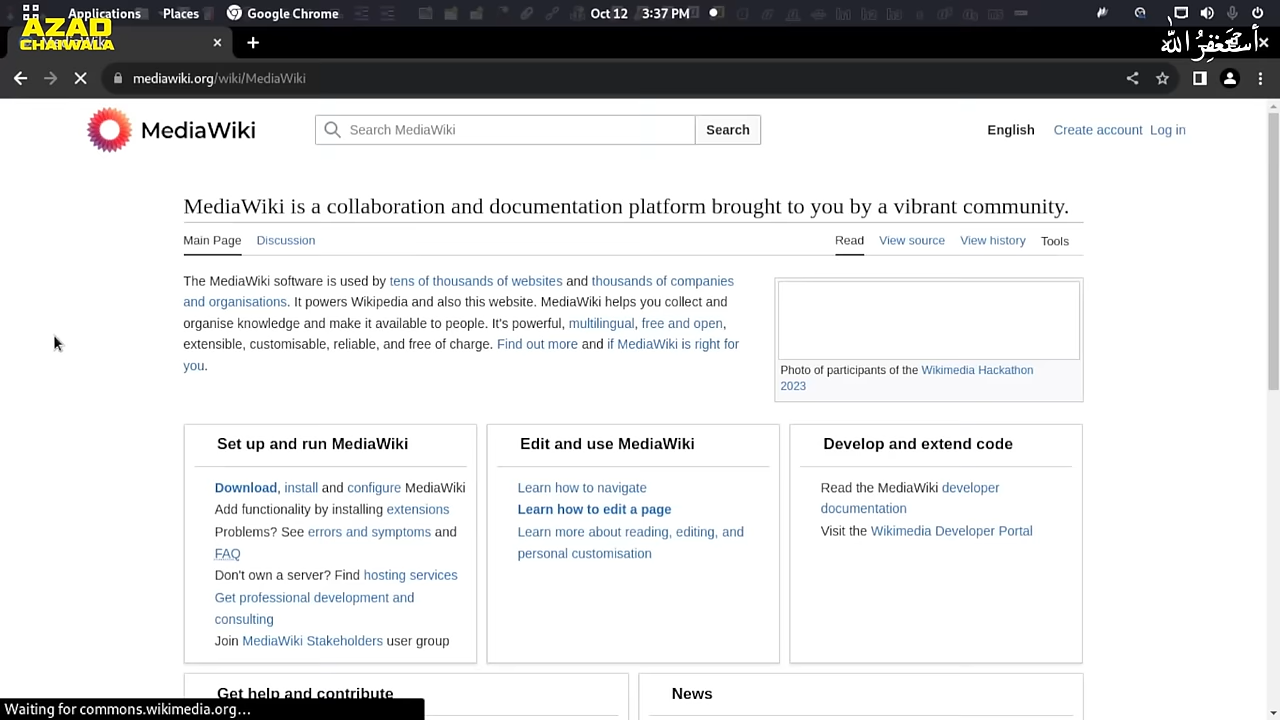 Applications Places Google Chrome Oct 12 3:37 PM
AZAD
CHAIWALA
أستغفر الله
mediawiki.org/wiki/MediaWiki
MediaWiki Search MediaWiki Search English Create account Log in
MediaWiki is a collaboration and documentation platform brought to you by a vibrant community.
Main Page Discussion Read View source View history Tools
The MediaWiki software is used by tens of thousands of websites and thousands of companies
and organisations. It powers Wikipedia and also this website. MediaWiki helps you collect and
organise knowledge and make it available to people. It's powerful, multilingual, free and open,
extensible, customisable, reliable, and free of charge. Find out more and if MediaWiki is right for
you.
Photo of participants of the Wikimedia Hackathon
2023
Set up and run MediaWiki
Download, install and configure MediaWiki
Add functionality by installing extensions
Problems? See errors and symptoms and
FAQ
Don't own a server? Find hosting services
Get professional development and
consulting
Join MediaWiki Stakeholders user group
Edit and use MediaWiki
Learn how to navigate
Learn how to edit a page
Learn more about reading, editing, and
personal customisation
Develop and extend code
Read the MediaWiki developer
documentation
Visit the Wikimedia Developer Portal
Get help and contribute
News
Waiting for commons.wikimedia.org…